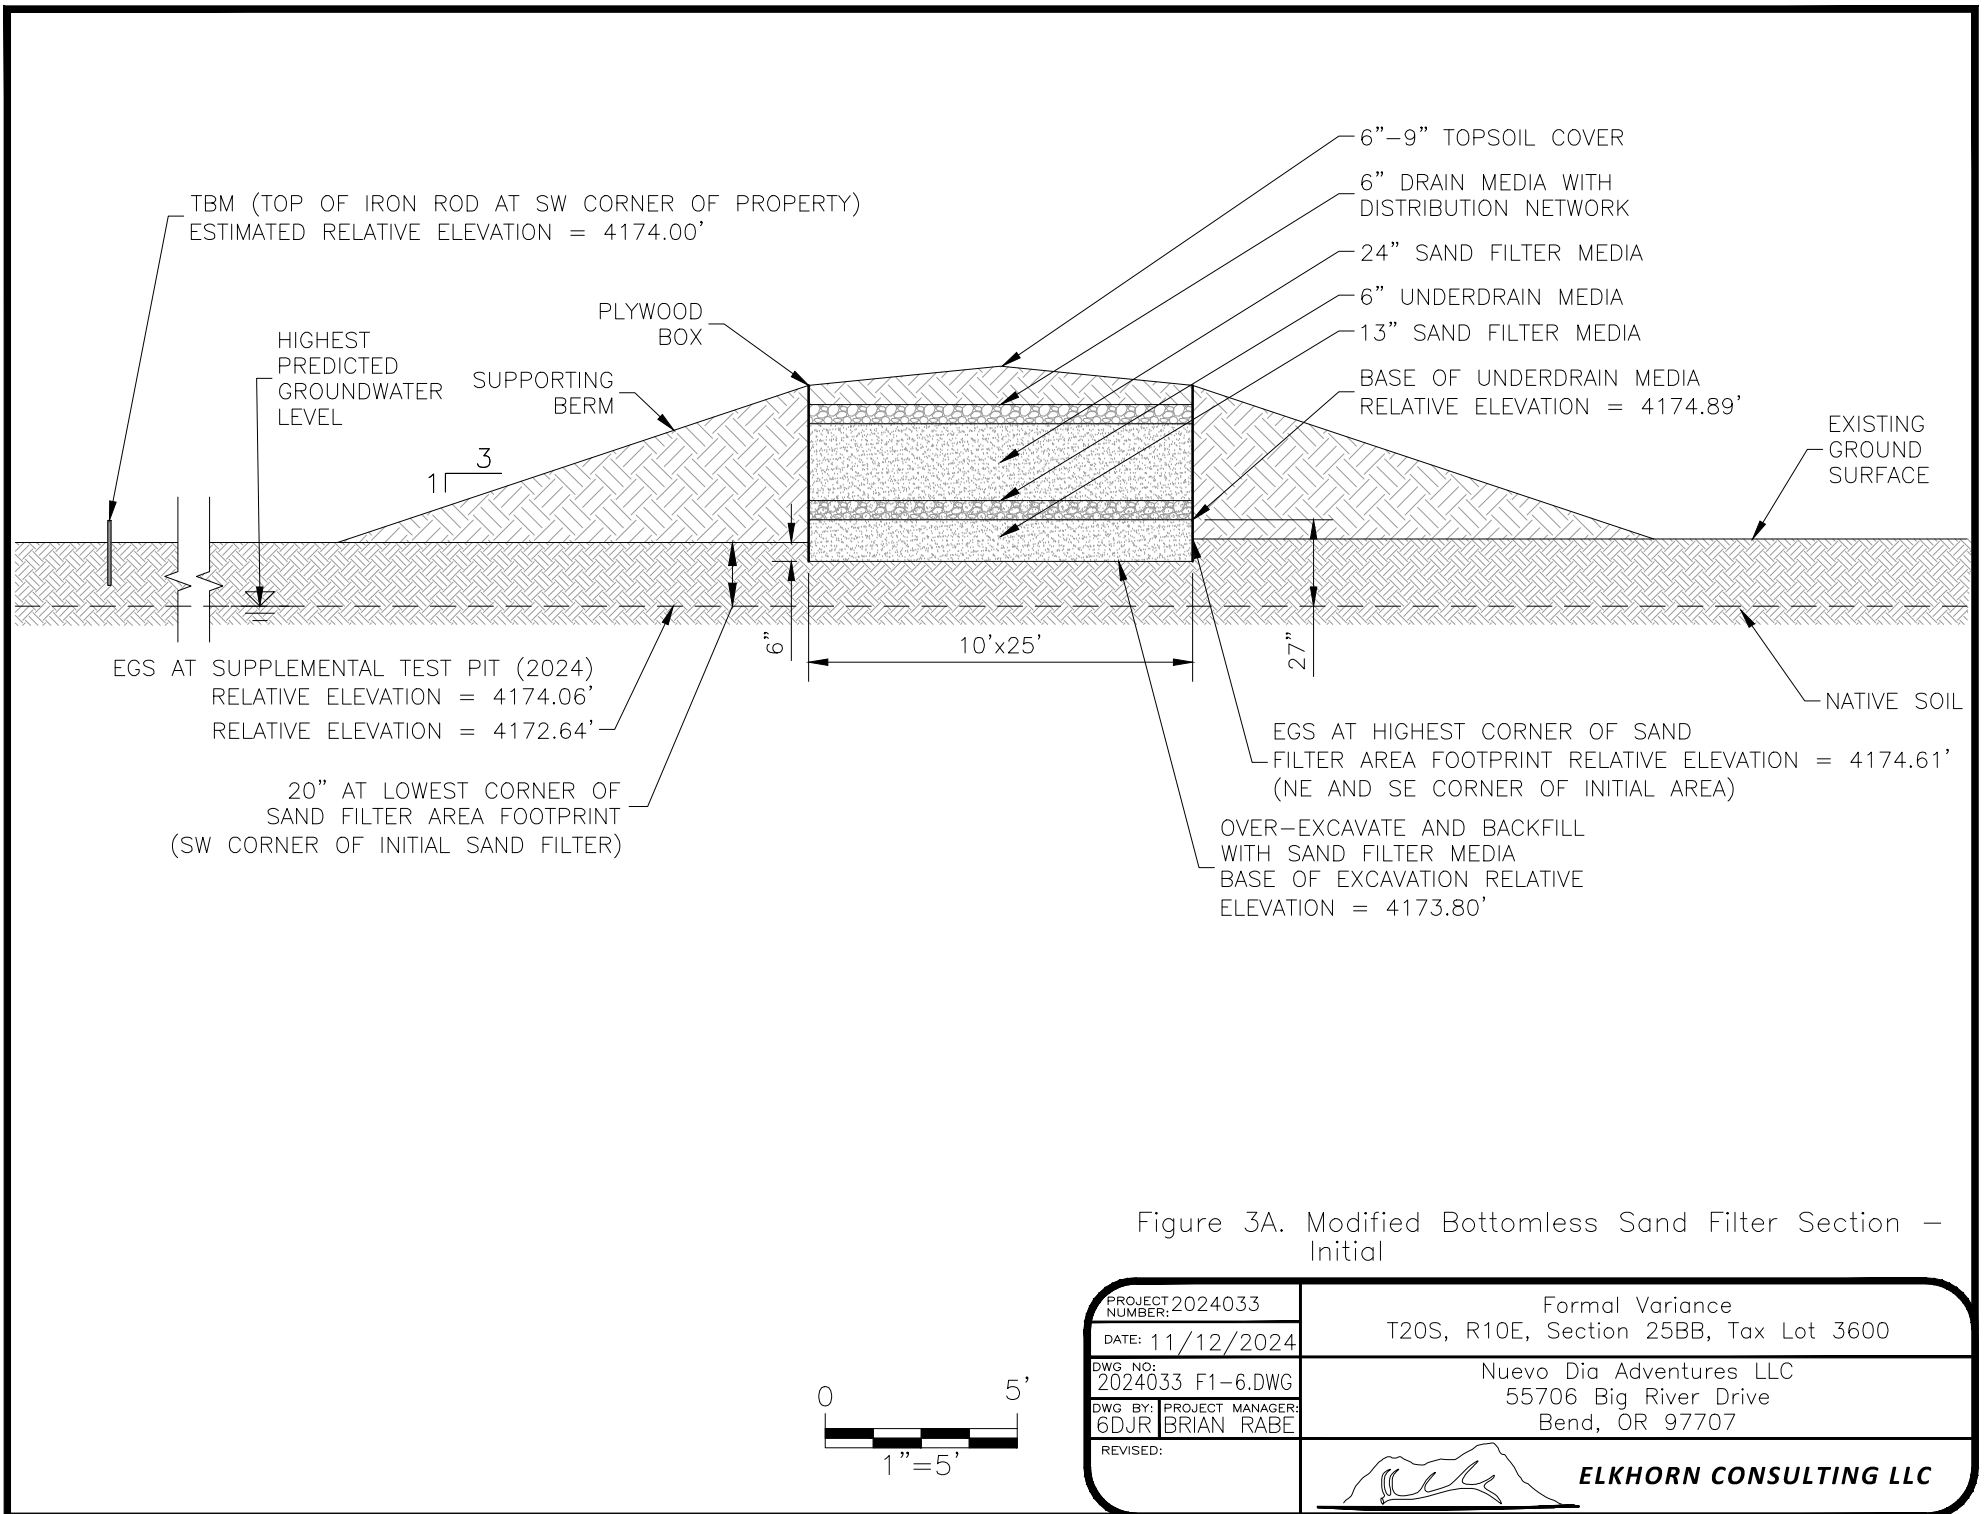 6”–9” TOPSOIL COVER
6” DRAIN MEDIA WITH
DISTRIBUTION NETWORK
24” SAND FILTER MEDIA
6” UNDERDRAIN MEDIA
13” SAND FILTER MEDIA
BASE OF UNDERDRAIN MEDIA
RELATIVE ELEVATION = 4174.89’
TBM (TOP OF IRON ROD AT SW CORNER OF PROPERTY)
ESTIMATED RELATIVE ELEVATION = 4174.00’
PLYWOOD
BOX
HIGHEST
PREDICTED
GROUNDWATER
LEVEL
SUPPORTING
BERM
EXISTING
GROUND
SURFACE
3
1
6”
10’x25’
27”
EGS AT SUPPLEMENTAL TEST PIT (2024)
RELATIVE ELEVATION = 4174.06’
RELATIVE ELEVATION = 4172.64’
20” AT LOWEST CORNER OF
SAND FILTER AREA FOOTPRINT
(SW CORNER OF INITIAL SAND FILTER)
NATIVE SOIL
EGS AT HIGHEST CORNER OF SAND
FILTER AREA FOOTPRINT RELATIVE ELEVATION = 4174.61’
(NE AND SE CORNER OF INITIAL AREA)
OVER–EXCAVATE AND BACKFILL
WITH SAND FILTER MEDIA
BASE OF EXCAVATION RELATIVE
ELEVATION = 4173.80’
Figure 3A. Modified Bottomless Sand Filter Section –
Initial
0 5’
1”=5’
PROJECT
NUMBER: 2024033
DATE: 11/12/2024
DWG NO:
2024033 F1–6.DWG
DWG BY: PROJECT MANAGER:
6DJR BRIAN RABE
REVISED:
Formal Variance
T20S, R10E, Section 25BB, Tax Lot 3600
Nuevo Dia Adventures LLC
55706 Big River Drive
Bend, OR 97707
ELKHORN CONSULTING LLC